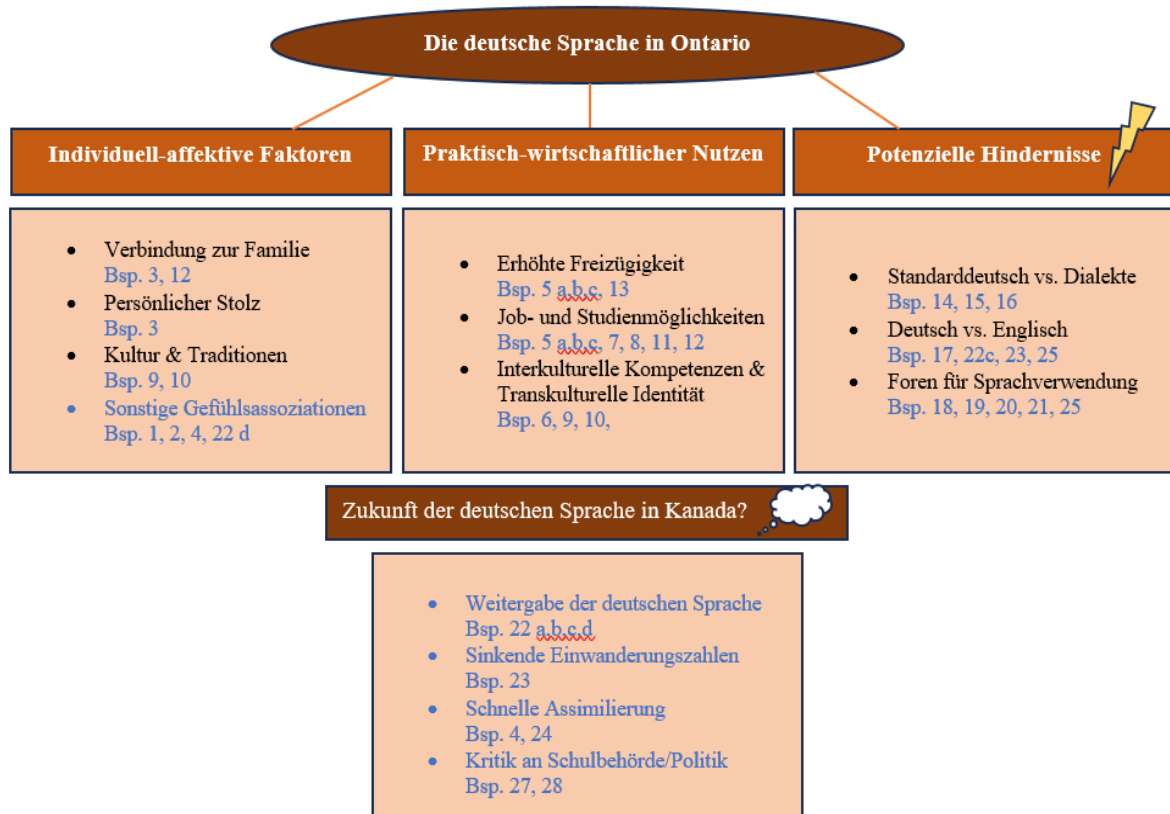 Die deutsche Sprache in Ontario
Individuell-affektive Faktoren
Verbindung zur Familie
Bsp. 3, 12
Persönlicher Stolz
Bsp. 3
Kultur & Traditionen
Bsp. 9, 10
Sonstige Gefühlsassoziationen
Bsp. 1, 2, 4, 22 d
Praktisch-wirtschaftlicher Nutzen
Erhöhte Freizügigkeit
Bsp. 5 a,b,c, 13
Job- und Studienmöglichkeiten
Bsp. 5 a,b,c, 7, 8, 11, 12
Interkulturelle Kompetenzen &
Transkulturelle Identität
Bsp. 6, 9, 10,
Potenzielle Hindernisse
Standarddeutsch vs. Dialekte
Bsp. 14, 15, 16
Deutsch vs. Englisch
Bsp. 17, 22c, 23, 25
Foren für Sprachverwendung
Bsp. 18, 19, 20, 21, 25
Zukunft der deutschen Sprache in Kanada?
Weitergabe der deutschen Sprache
Bsp. 22 a,b,c,d
Sinkende Einwanderungszahlen
Bsp. 23
Schnelle Assimilierung
Bsp. 4, 24
Kritik an Schulbehörde/Politik
Bsp. 27, 28